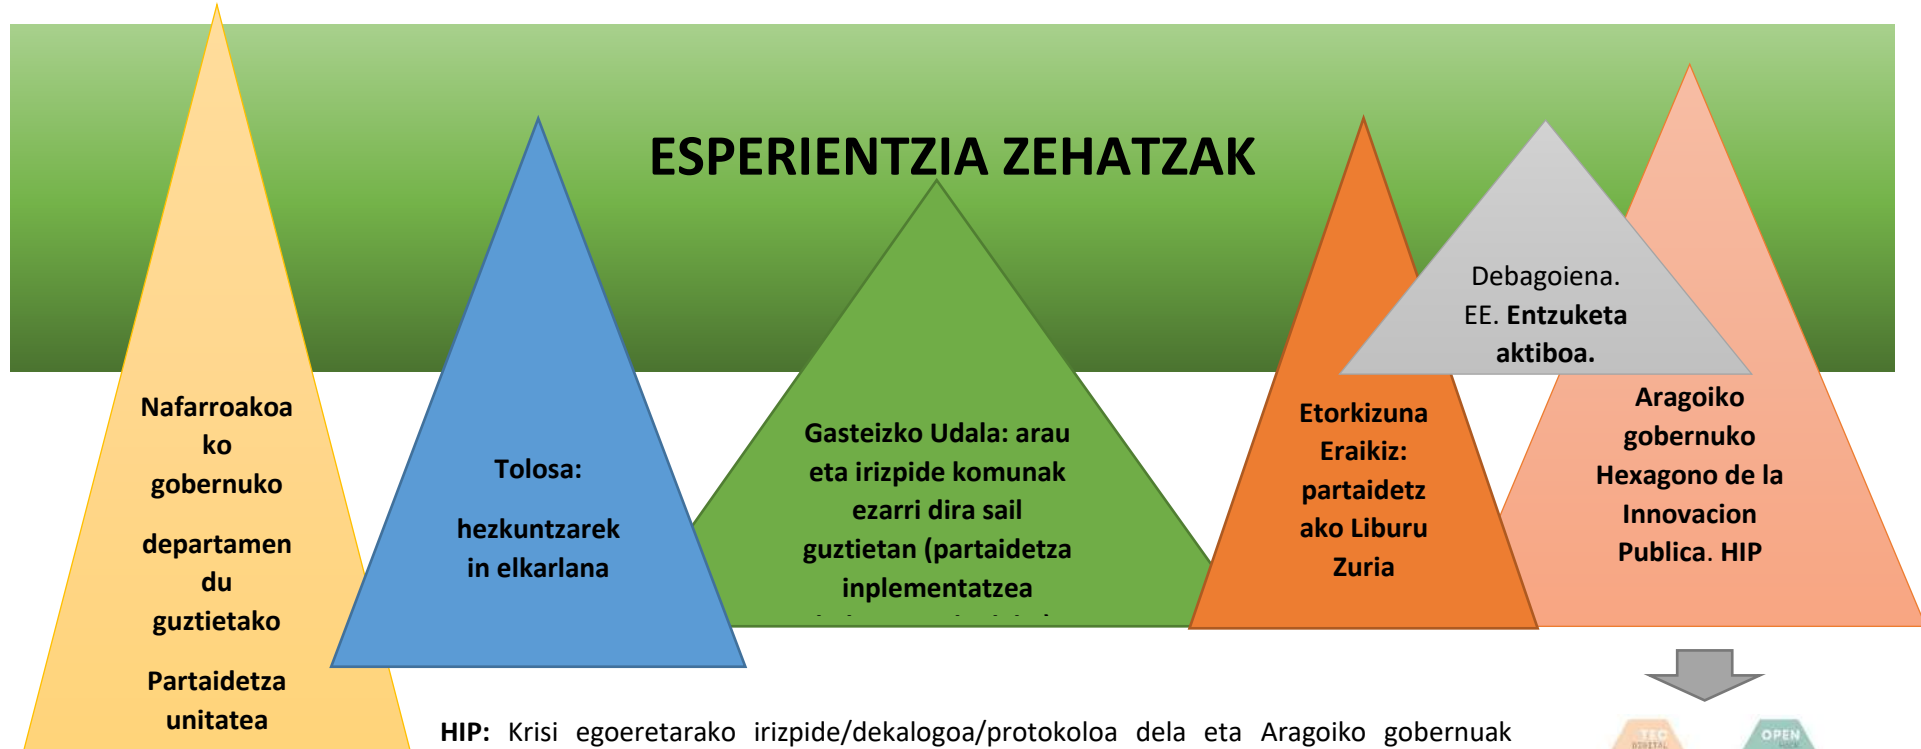 ESPERIENTZIA ZEHATZAK
Nafarroakoa
ko
gobernuko
departamen
du
guztietako
Partaidetza
unitatea
Tolosa:
hezkuntzarek
in elkarlana
Gasteizko Udala: arau
eta irizpide komunak
ezarri dira sail
guztietan (partaidetza
inplementatzea
Etorkizuna
Eraikiz:
partaidetz
ako Liburu
Zuria
Debagoiena.
EE. Entzuketa
aktiboa.
Aragoiko
gobernuko
Hexagono de la
Innovacion
Publica. HIP
HIP: Krisi egoeretarako irizpide/dekalogoa/protokoloa dela eta Aragoiko gobernuak
TEC
DIGITAL
OPEN